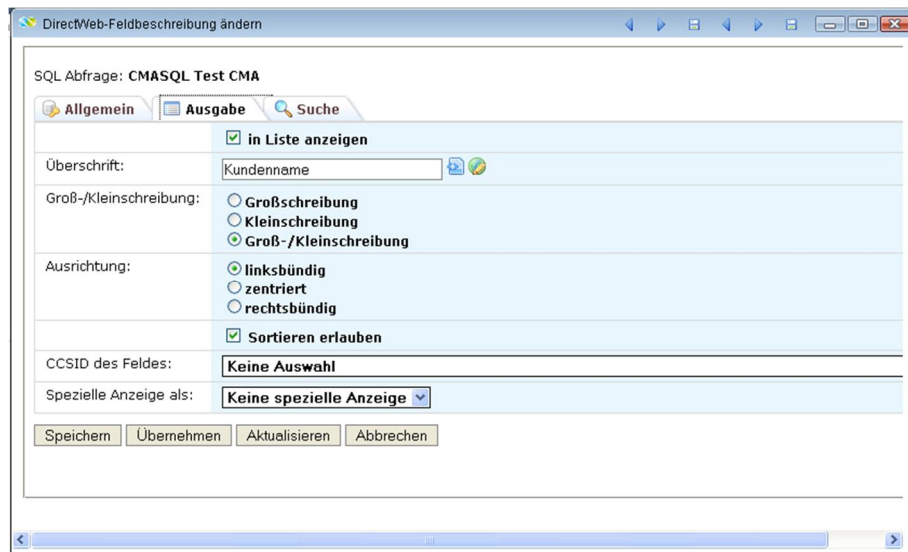 DirectWeb-Feldbeschreibung ändern
SQL Abfrage: CMASQL Test CMA
Allgemein Ausgabe Suche
in Liste anzeigen
Überschrift: Kundenname
Groß-/Kleinschreibung: Großschreibung
Kleinschreibung
Groß-/Kleinschreibung
Ausrichtung: linksbündig
zentriert
rechtsbündig
Sortieren erlauben
CCSID des Feldes: Keine Auswahl
Spezielle Anzeige als: Keine spezielle Anzeige
Speichern Übernehmen Aktualisieren Abbrechen